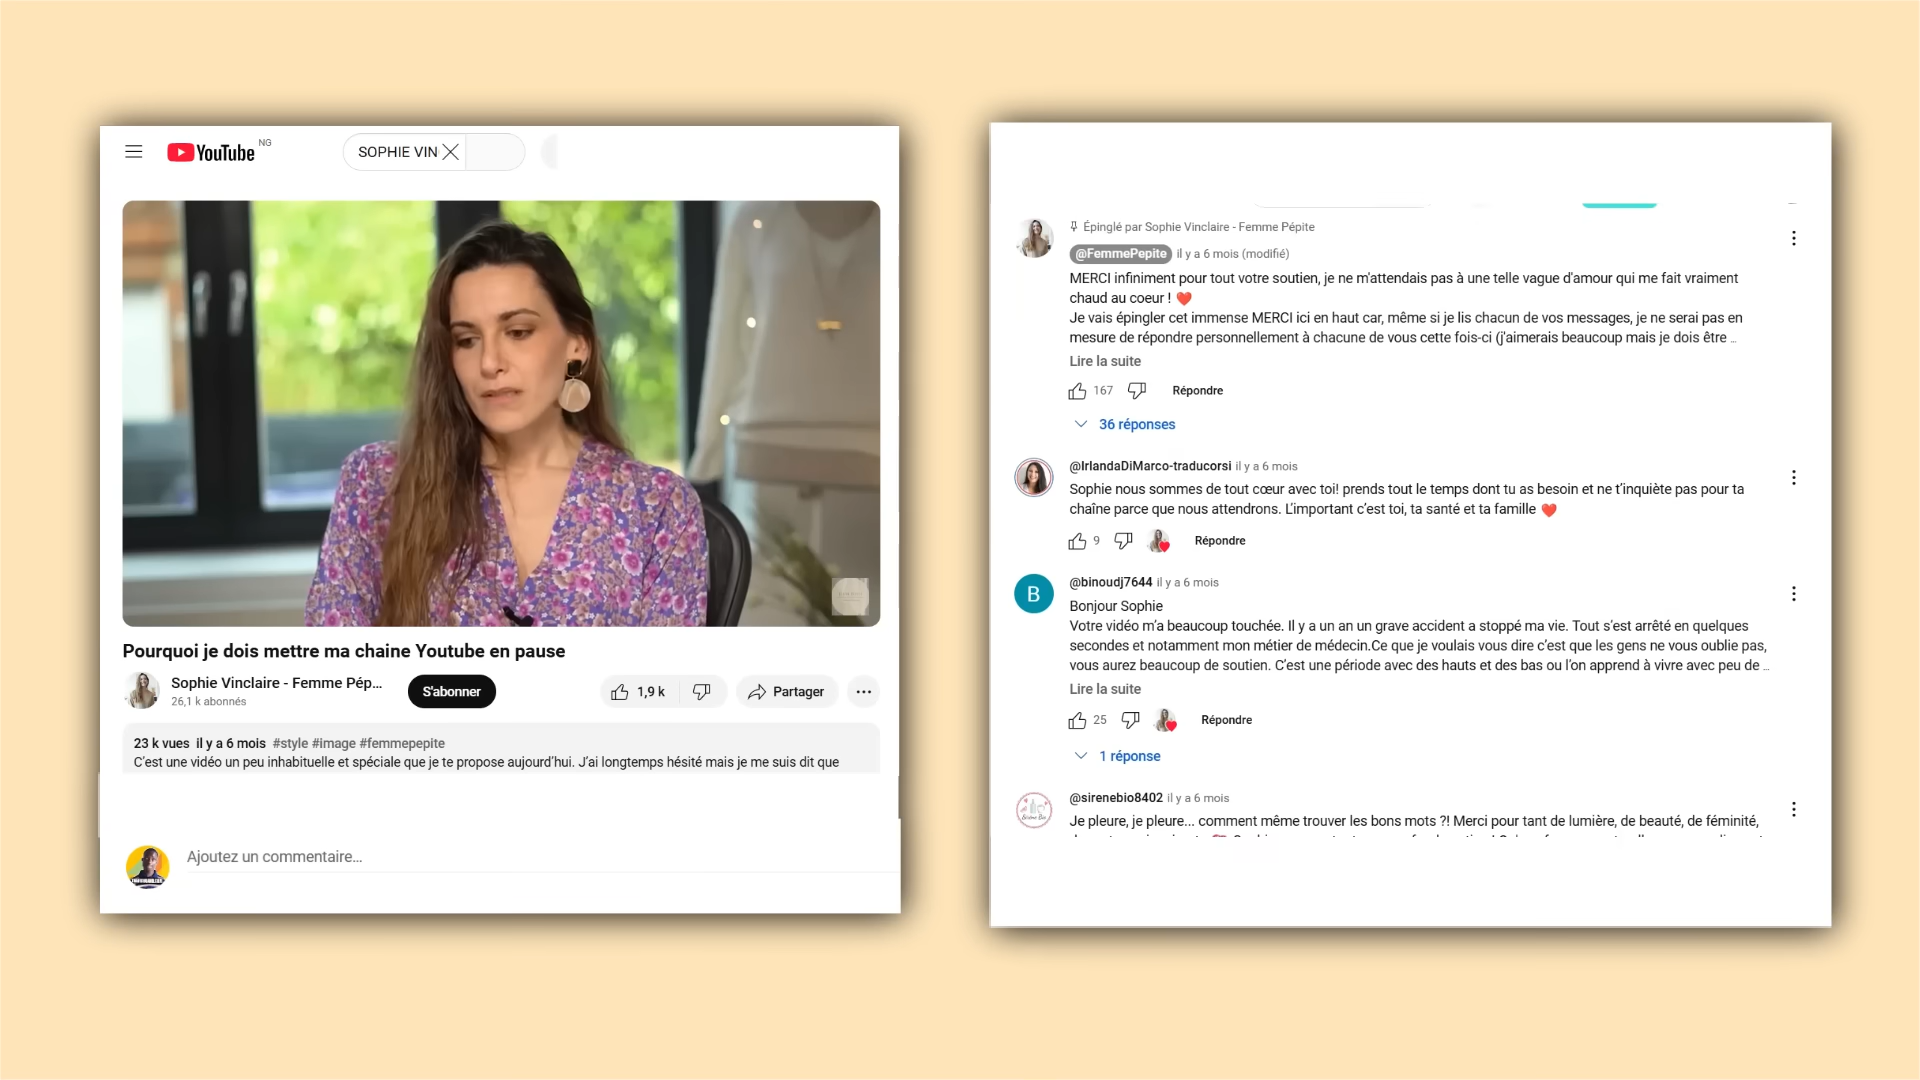 YouTube NG
SOPHIE VIN
Pourquoi je dois mettre ma chaine Youtube en pause
Sophie Vinclaire - Femme Pép...
26,1 k abonnés
S'abonner
1,9 k
Partager
23 k vues il y a 6 mois #style #image #femmepepite
C'est une vidéo un peu inhabituelle et spéciale que je te propose aujourd'hui. J'ai longtemps hésité mais je me suis dit que
Ajoutez un commentaire...
Épinglé par Sophie Vinclaire - Femme Pépite
@FemmePepite il y a 6 mois (modifié)
MERCI infiniment pour tout votre soutien, je ne m'attendais pas à une telle vague d'amour qui me fait vraiment
chaud au coeur ! ❤️
Je vais épingler cet immense MERCI ici en haut car, même si je lis chacun de vos messages, je ne serai pas en
mesure de répondre personnellement à chacune de vous cette fois-ci (j'aimerais beaucoup mais je dois être ...
Lire la suite
167
Répondre
36 réponses
@IrlandaDiMarco-traducorsi il y a 6 mois
Sophie nous sommes de tout cœur avec toi! prends tout le temps dont tu as besoin et ne t'inquiète pas pour ta
chaîne parce que nous attendrons. L'important c'est toi, ta santé et ta famille ❤️
9
Répondre
B
@binoudj7644 il y a 6 mois
Bonjour Sophie
Votre vidéo m'a beaucoup touchée. Il y a un an un grave accident a stoppé ma vie. Tout s'est arrêté en quelques
secondes et notamment mon métier de médecin.Ce que je voulais vous dire c'est que les gens ne vous oublie pas,
vous aurez beaucoup de soutien. C'est une période avec des hauts et des bas ou l'on apprend à vivre avec peu de ...
Lire la suite
25
Répondre
1 réponse
@sirenebio8402 il y a 6 mois
Je pleure, je pleure... comment même trouver les bons mots ?! Merci pour tant de lumière, de beauté, de féminité,